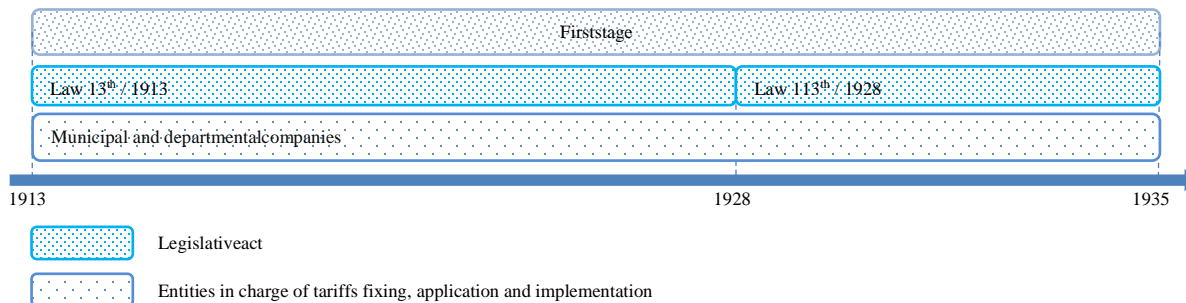 Firststage
Law 13th / 1913
Law 113th / 1928
Municipal and departmentalcompanies
1913
1928
1935
Legislativeact
Entities in charge of tariffs fixing, application and implementation